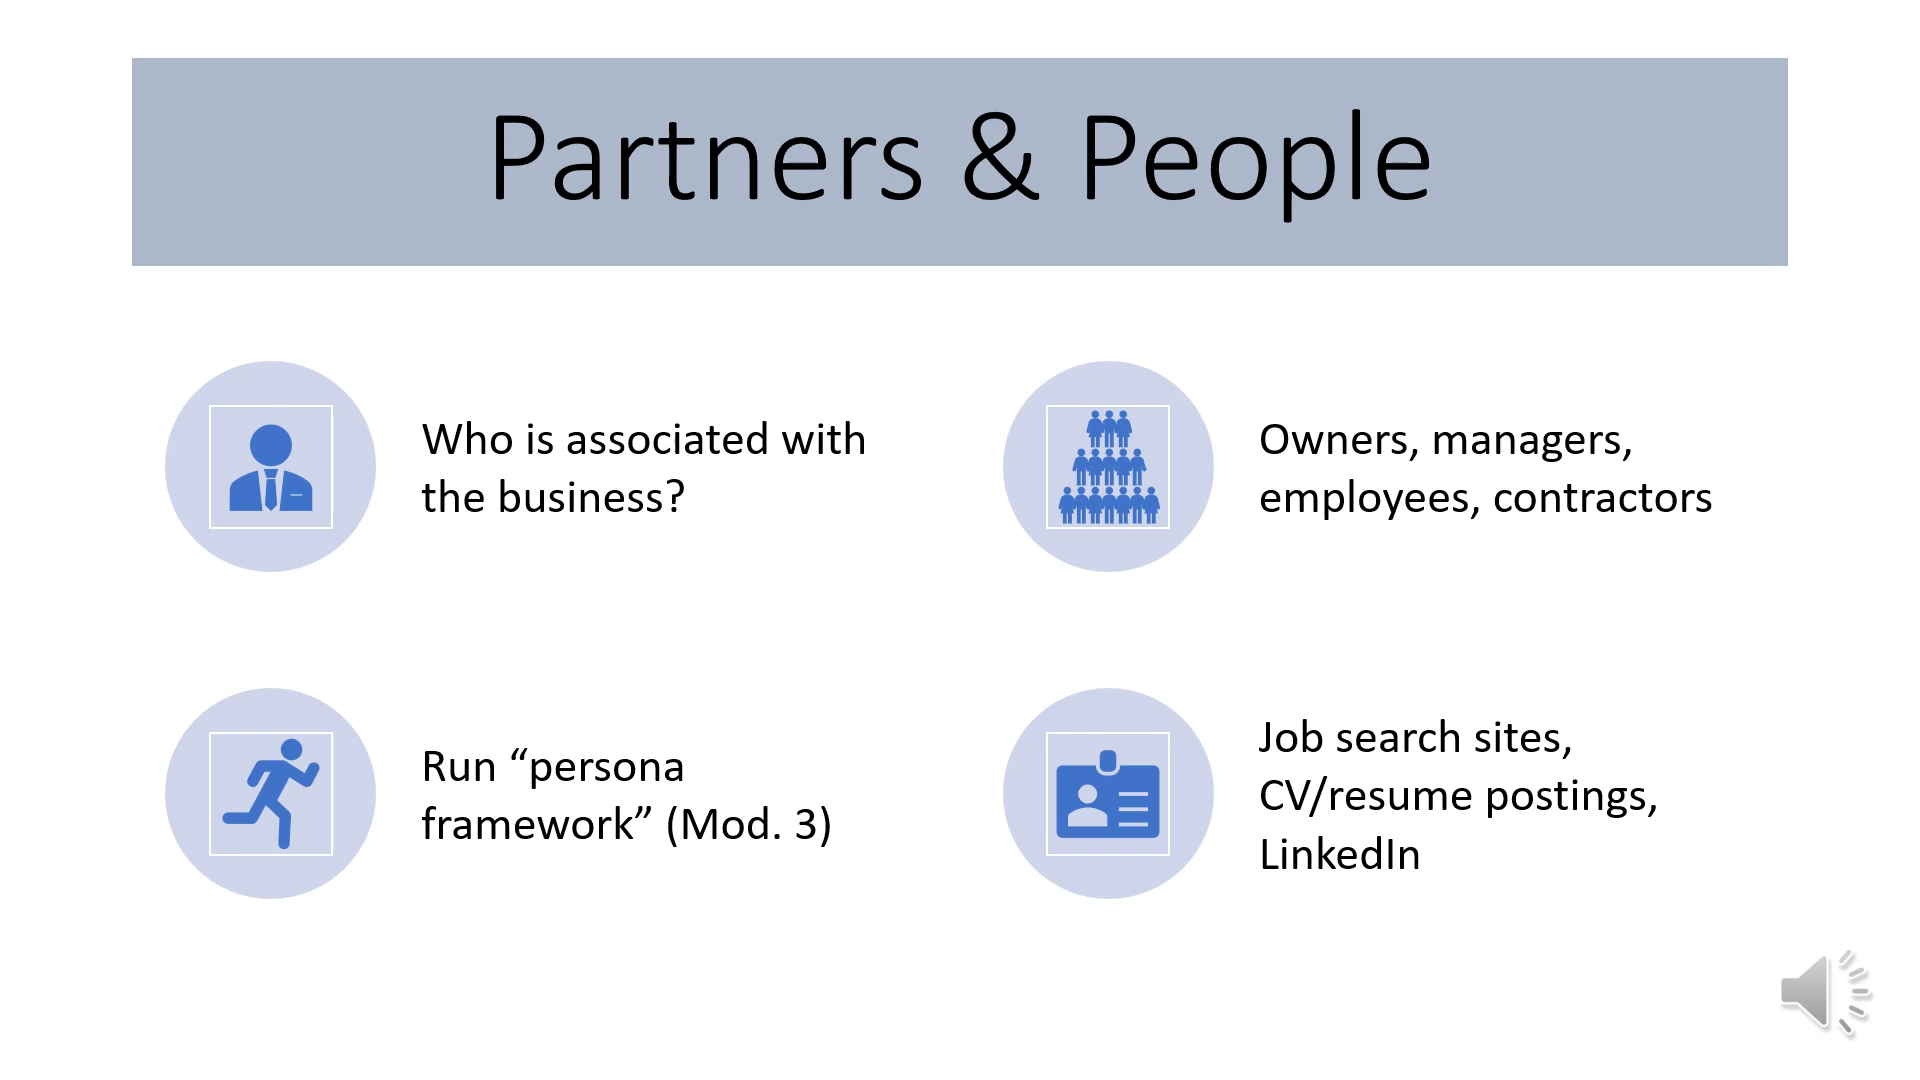 Partners & People
Who is associated with
the business?
Owners, managers,
employees, contractors
Run “persona
framework” (Mod. 3)
Job search sites,
CV/resume postings,
LinkedIn